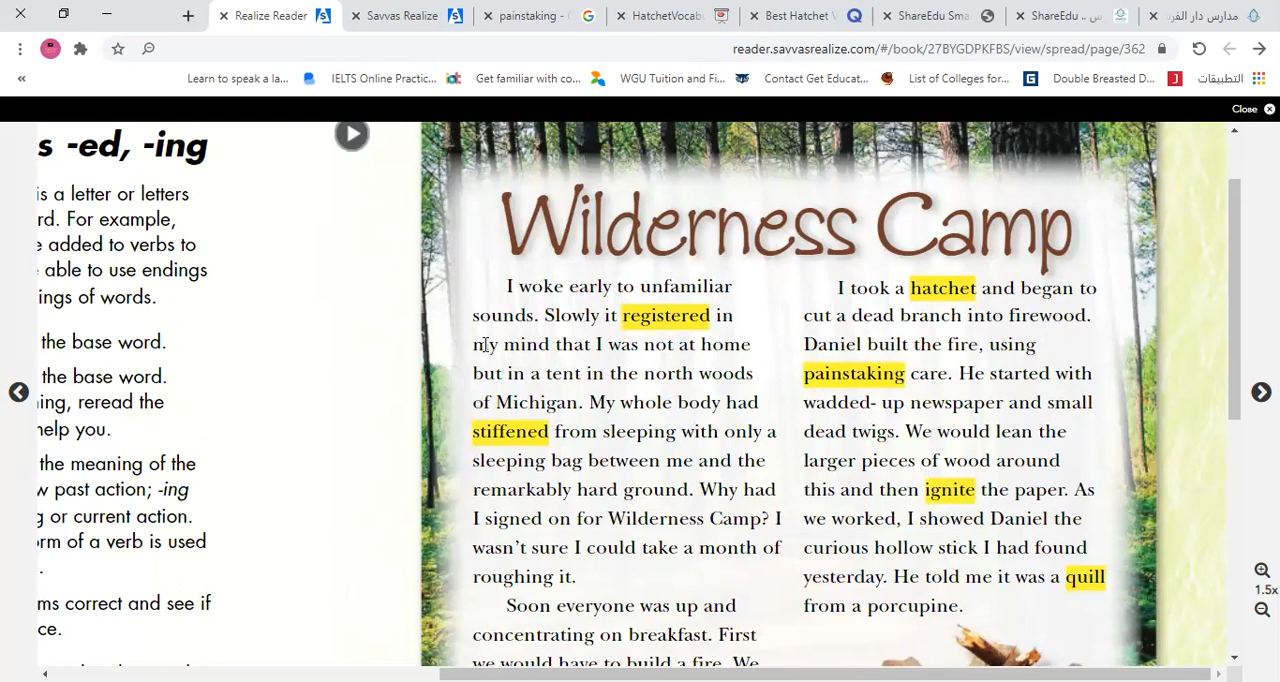 Realize Reader
Savvas Realize
painstaking -
HatchetVocabu
Best Hatchet V
ShareEdu Sma
ShareEdu ..
مدارس دار الفر
reader.savvasrealize.com/#/book/27BYGDPKFBS/view/spread/page/362
«
Learn to speak a la...
IELTS Online Practic...
Get familiar with co...
WGU Tuition and Fi...
Contact Get Educat...
List of Colleges for...
Double Breasted D...
التطبيقات
Close
s -ed, -ing
is a letter or letters
rd. For example,
e added to verbs to
able to use endings
ings of words.
the base word.
the base word.
ning, reread the
help you.
the meaning of the
w past action; -ing
g or current action.
orm of a verb is used
.
ms correct and see if
ce.
Wilderness Camp
I woke early to unfamiliar
sounds. Slowly it registered in
my mind that I was not at home
but in a tent in the north woods
of Michigan. My whole body had
stiffened from sleeping with only a
sleeping bag between me and the
remarkably hard ground. Why had
I signed on for Wilderness Camp? I
wasn't sure I could take a month of
roughing it.
Soon everyone was up and
concentrating on breakfast. First
we would have to build a fire. We
I took a hatchet and began to
cut a dead branch into firewood.
Daniel built the fire, using
painstaking care. He started with
wadded- up newspaper and small
dead twigs. We would lean the
larger pieces of wood around
this and then ignite the paper. As
we worked, I showed Daniel the
curious hollow stick I had found
yesterday. He told me it was a quill
from a porcupine.
1.5x